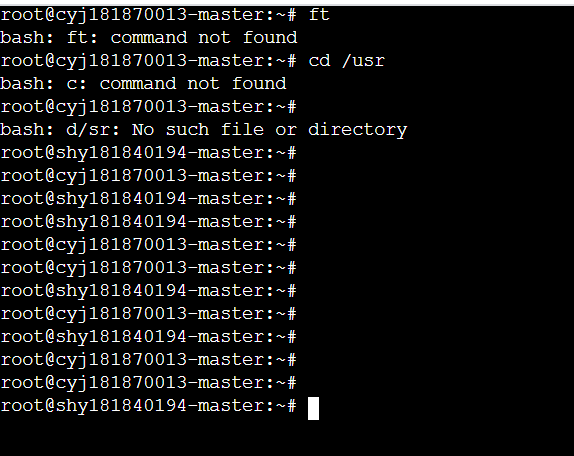 root@cyj181870013-master:~# ft
bash: ft: command not found
root@cyj181870013-master:~# cd /usr
bash: c: command not found
root@cyj181870013-master:~#
bash: d/sr: No such file or directory
root@shy181840194-master:~#
root@cyj181870013-master:~#
root@shy181840194-master:~#
root@shy181840194-master:~#
root@cyj181870013-master:~#
root@cyj181870013-master:~#
root@shy181840194-master:~#
root@cyj181870013-master:~#
root@shy181840194-master:~#
root@cyj181870013-master:~#
root@cyj181870013-master:~#
root@shy181840194-master:~#